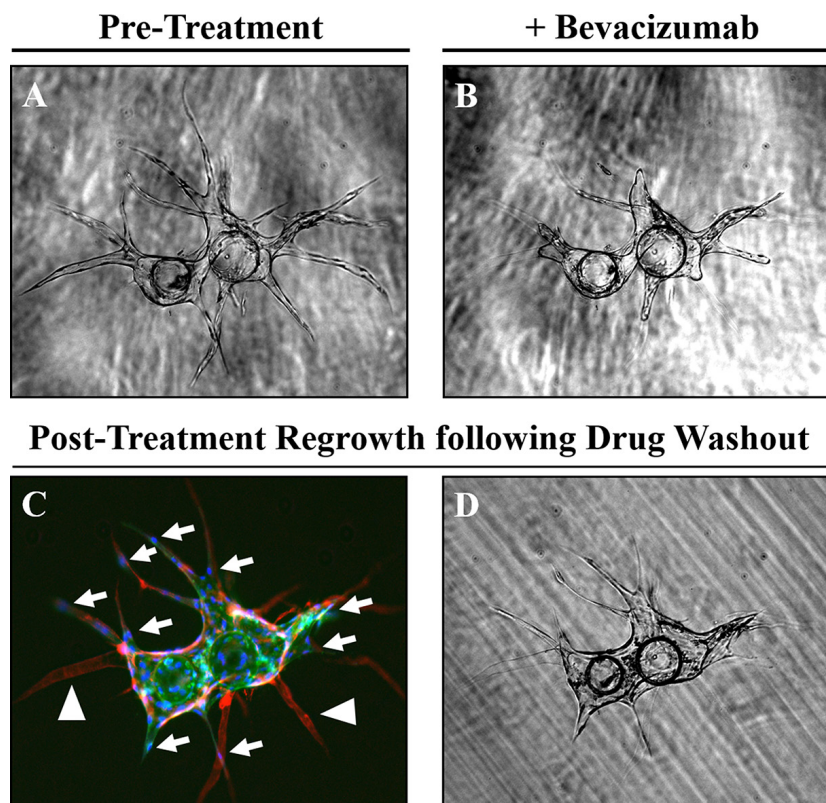 Pre-Treatment
+ Bevacizumab
A
B
Post-Treatment Regrowth following Drug Washout
C
D